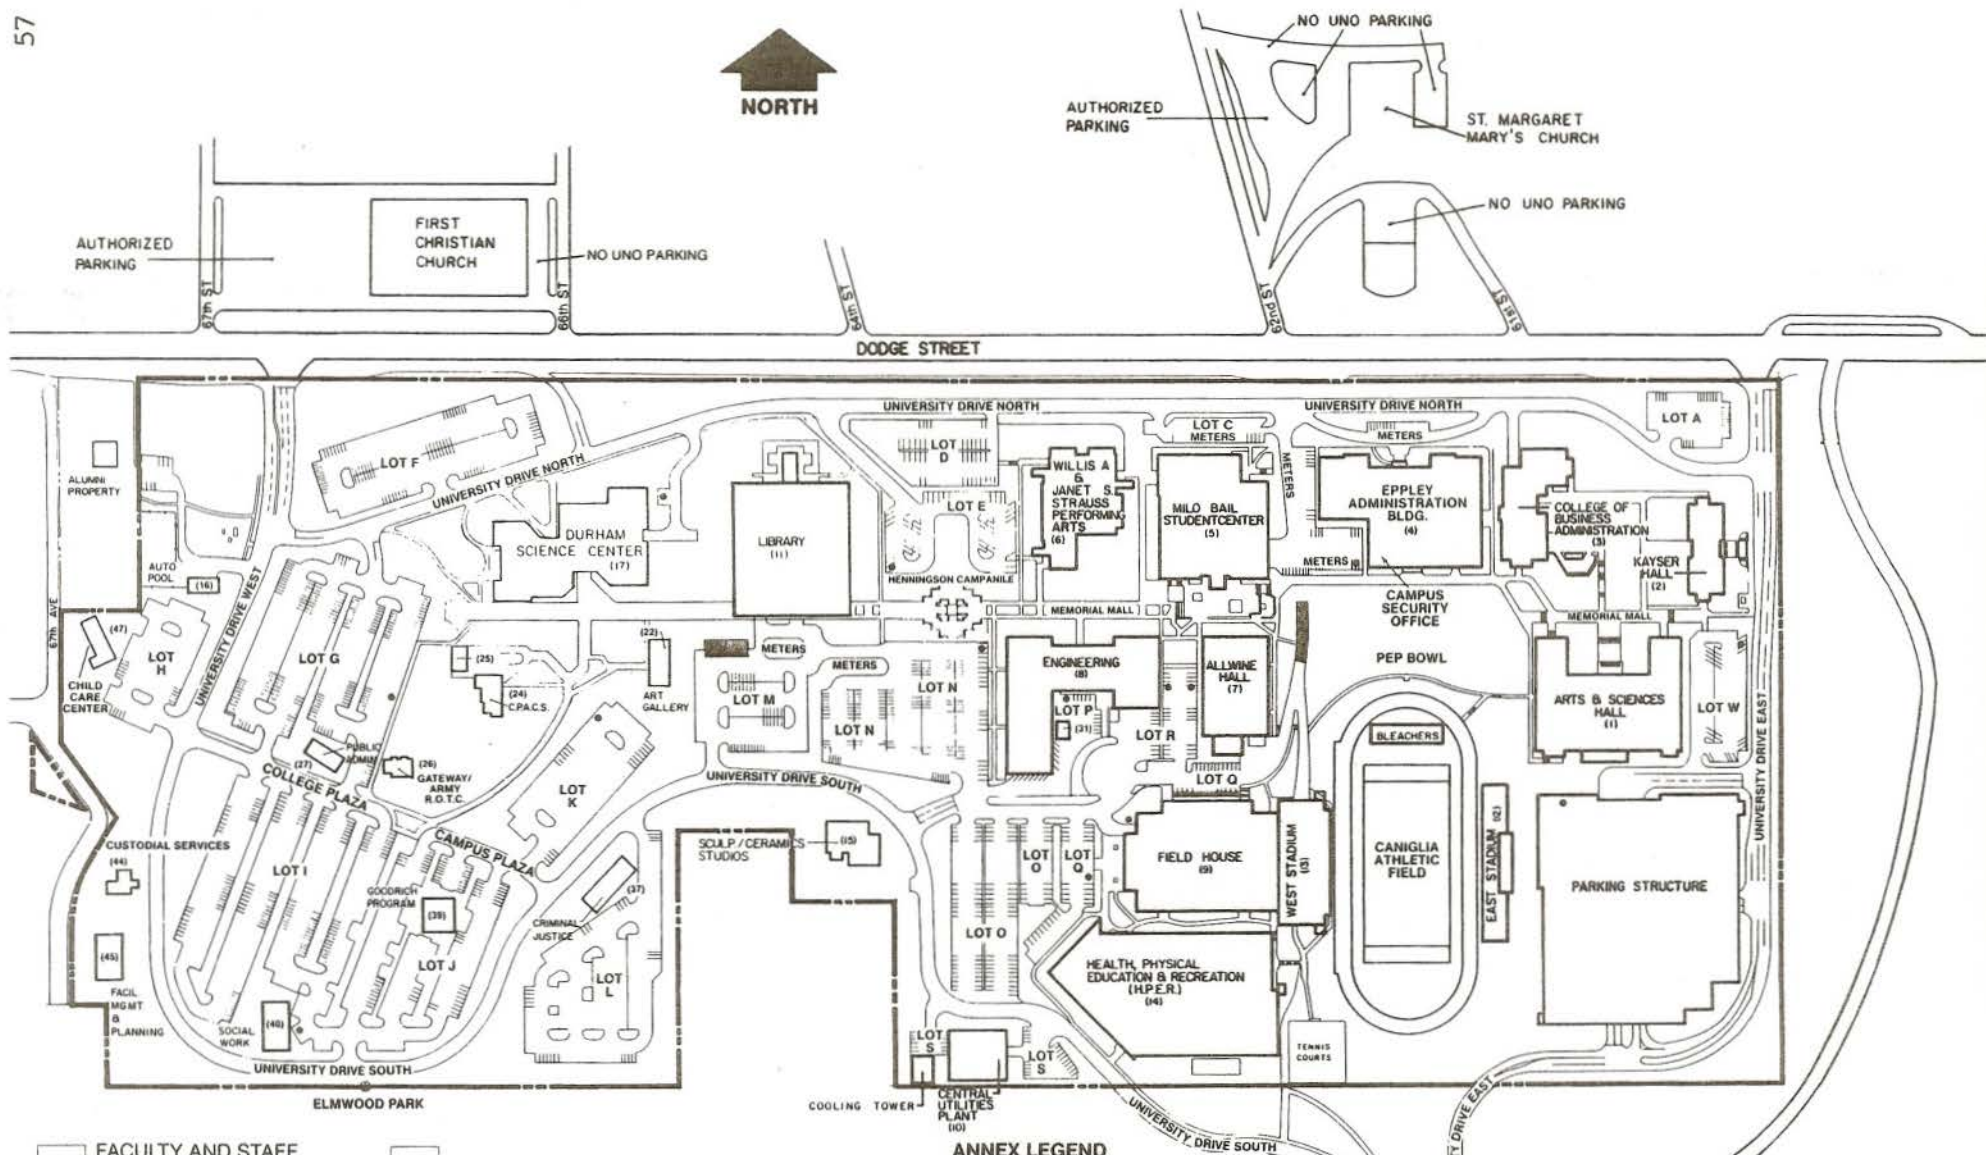 57
NORTH
NO UNO PARKING
AUTHORIZED
PARKING
ST. MARGARET
MARY'S CHURCH
NO UNO PARKING
FIRST
CHRISTIAN
CHURCH
AUTHORIZED
PARKING
NO UNO PARKING
67th ST
66th ST
64th ST
62nd ST
61st ST
DODGE STREET
UNIVERSITY DRIVE NORTH
UNIVERSITY DRIVE NORTH
LOT A
LOT C
METERS
METERS
METERS
LOT
D
LOT F
UNIVERSITY DRIVE NORTH
ALUMNI
PROPERTY
WILLIS A
&
JANET S.
STRAUSS
PERFORMING
ARTS
(6)
MILO BAIL
STUDENT CENTER
(5)
EPPLEY
ADMINISTRATION
BLDG.
(4)
COLLEGE OF
BUSINESS
ADMINISTRATION
(3)
KAYSER
HALL
(2)
LOT E
DURHAM
SCIENCE CENTER
(17)
LIBRARY
(11)
METERS
AUTO
POOL
(16)
HENNINGSON CAMPANILE
CAMPUS
SECURITY
OFFICE
MEMORIAL MALL
MEMORIAL MALL
67th AVE
UNIVERSITY DRIVE WEST
(47)
LOT
H
CHILD
CARE
CENTER
LOT G
(25)
(24)
C.P.A.C.S.
(22)
ART
GALLERY
METERS
METERS
LOT M
LOT N
LOT N
ENGINEERING
(8)
LOT P
(21)
ALLWINE
HALL
(7)
LOT R
LOT Q
PEP BOWL
ARTS & SCIENCES
HALL
(1)
LOT W
UNIVERSITY DRIVE EAST
BLEACHERS
PUBLIC
ADMIN
(27)
COLLEGE PLAZA
(26)
GATEWAY/
ARMY
R.O.T.C.
LOT
K
UNIVERSITY DRIVE SOUTH
CUSTODIAL SERVICES
(44)
LOT I
CAMPUS PLAZA
GOODRICH
PROGRAM
(39)
CRIMINAL
JUSTICE
(37)
SCULP./CERAMICS
STUDIOS
(15)
LOT
O
LOT
Q
FIELD HOUSE
(9)
WEST STADIUM
(13)
CANIGLIA
ATHLETIC
FIELD
EAST STADIUM (12)
PARKING STRUCTURE
LOT O
(45)
FACIL
MGMT
&
PLANNING
LOT J
LOT
L
SOCIAL
WORK
(40)
HEALTH, PHYSICAL
EDUCATION & RECREATION
(H.P.E.R.)
(14)
TENNIS
COURTS
LOT
S
LOT
S
UNIVERSITY DRIVE SOUTH
ELMWOOD PARK
COOLING TOWER
CENTRAL
UTILITIES
PLANT
(10)
UNIVERSITY DRIVE SOUTH
Y DRIVE EAST
FACULTY AND STAFF
ANNEX LEGEND